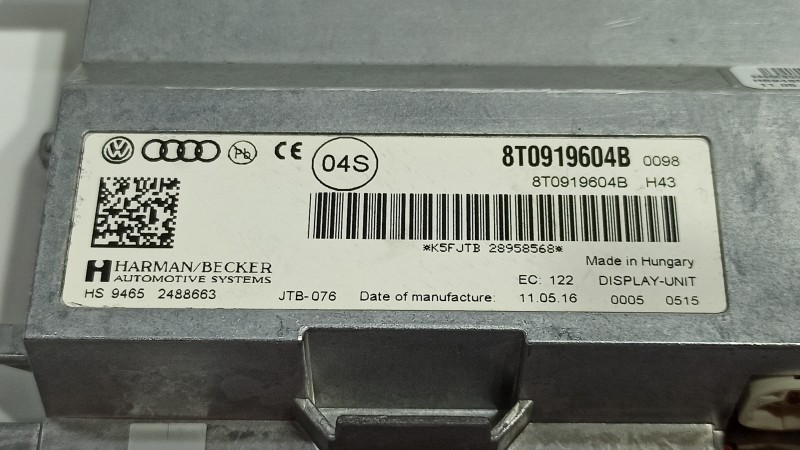 Pb CE 04S 8T0919604B 0098
8T0919604B H43
*K5FJTB 28958568*
Made in Hungary
HARMAN/BECKER
AUTOMOTIVE SYSTEMS
EC: 122 DISPLAY-UNIT
HS 9465 2488663 JTB-076 Date of manufacture: 11.05.16 0005 0515